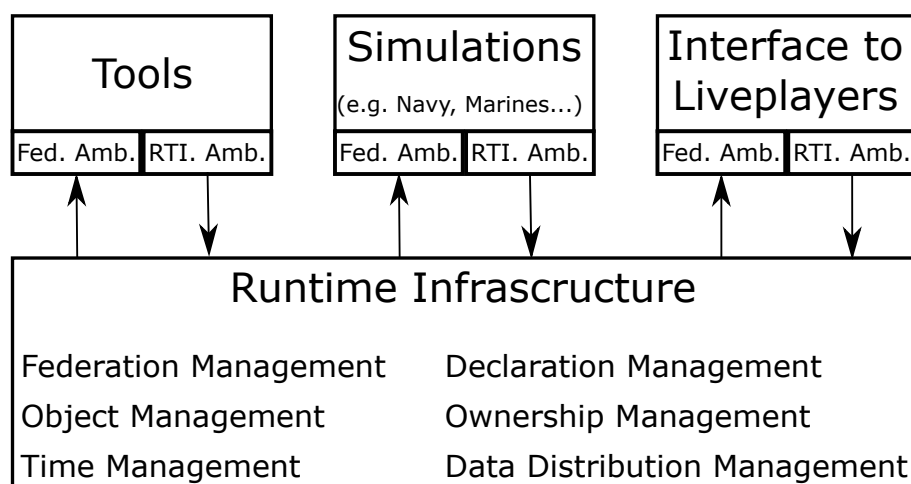 Tools
Simulations
(e.g. Navy, Marines...)
Interface to
Liveplayers
Fed. Amb.
RTI. Amb.
Fed. Amb.
RTI. Amb.
Fed. Amb.
RTI. Amb.
Runtime Infrascructure
Federation Management
Declaration Management
Object Management
Ownership Management
Time Management
Data Distribution Management